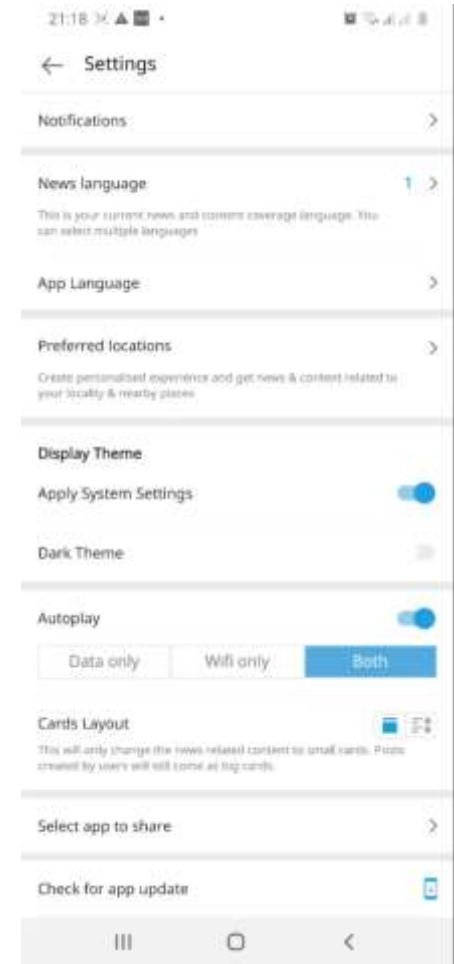 21:18
Settings
Notifications
News language 1
This is your current news and content coverage language. You
can select multiple languages
App Language
Preferred locations
Create personalised experience and get news & content related to
your locality & nearby places
Display Theme
Apply System Settings
Dark Theme
Autoplay
Data only Wifi only Both
Cards Layout
This will only change the news related content to small cards. Posts
created by users will still come as big cards.
Select app to share
Check for app update